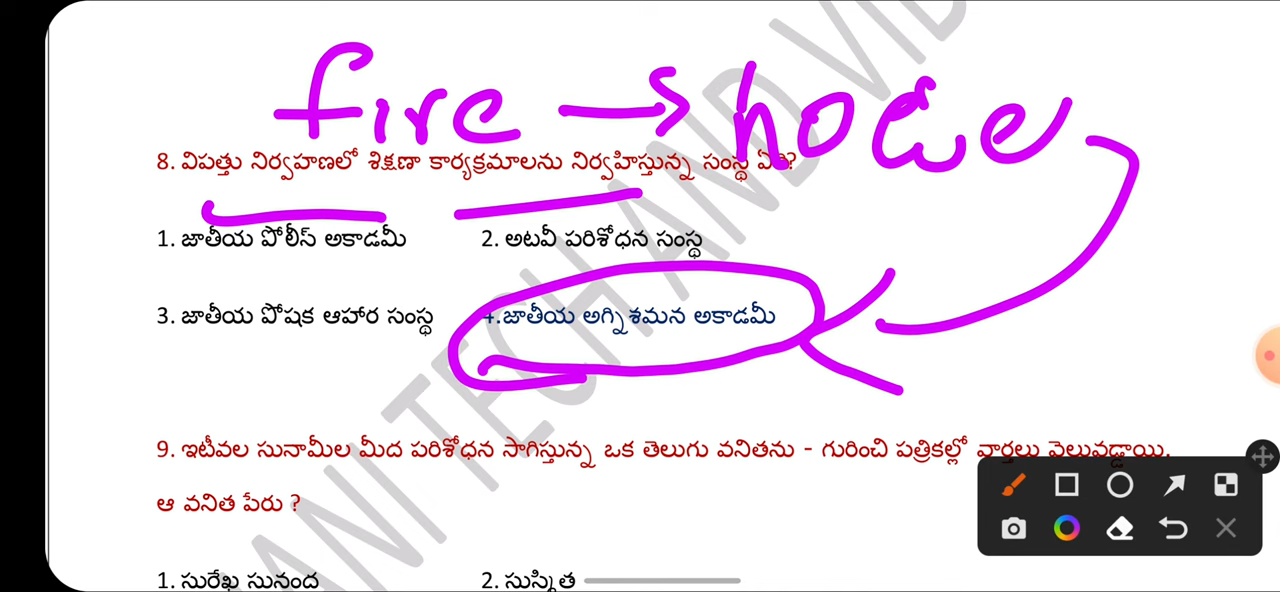 fire →
8. విపత్తు నిర్వహణలో శిక్షణా కార్యక్రమాలను నిర్వహిస్తున్న సంస్థ ఏది?
1. జాతీయ పోలీస్ అకాడమీ 2. అటవీ పరిశోధన సంస్థ
3. జాతీయ పోషక ఆహార సంస్థ 4.జాతీయ అగ్నిశమన అకాడమీ
9. ఇటీవల సునామీల మీద పరిశోధన సాగిస్తున్న ఒక తెలుగు వనితను - గురించి పత్రికల్లో వార్తలు వెలువడ్డాయి.
ఆ వనిత పేరు ?
1. సురేఖ సునంద 2. సుస్మిత